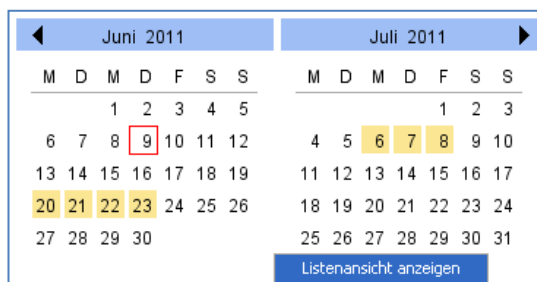 Juni 2011
M D M D F S S
1 2 3 4 5
6 7 8 9 10 11 12
13 14 15 16 17 18 19
20 21 22 23 24 25 26
27 28 29 30
Juli 2011
M D M D F S S
1 2 3
4 5 6 7 8 9 10
11 12 13 14 15 16 17
18 19 20 21 22 23 24
25 26 27 28 29 30 31
Listenansicht anzeigen